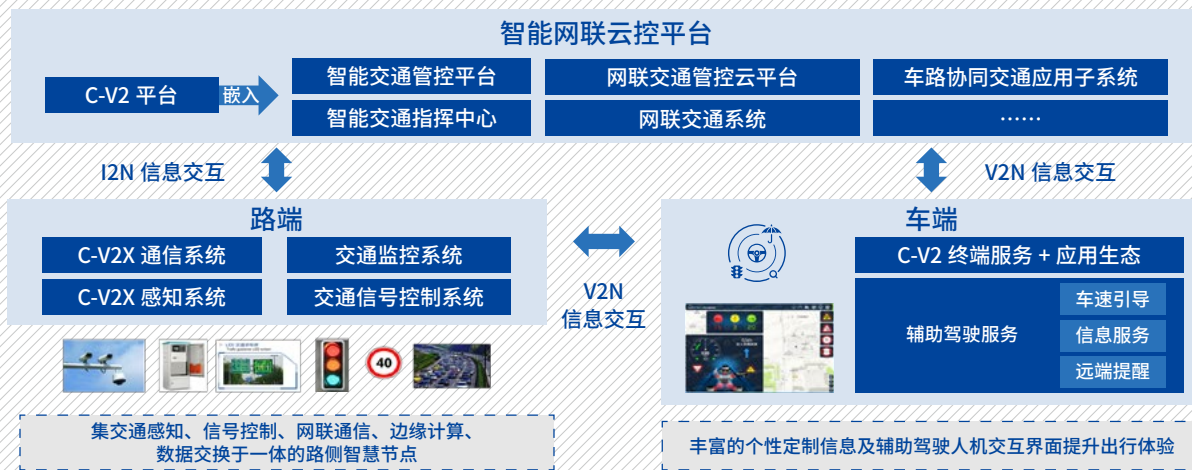 智能网联云控平台
C-V2 平台
嵌入
智能交通管控平台
网联交通管控云平台
车路协同交通应用子系统
智能交通指挥中心
网联交通系统
……
I2N 信息交互
V2N 信息交互
路端
C-V2X 通信系统
交通监控系统
C-V2X 感知系统
交通信号控制系统
V2N
信息交互
车端
C-V2 终端服务 + 应用生态
辅助驾驶服务
车速引导
信息服务
远端提醒
40
集交通感知、信号控制、网联通信、边缘计算、
数据交换于一体的路侧智慧节点
丰富的个性定制信息及辅助驾驶人机交互界面提升出行体验